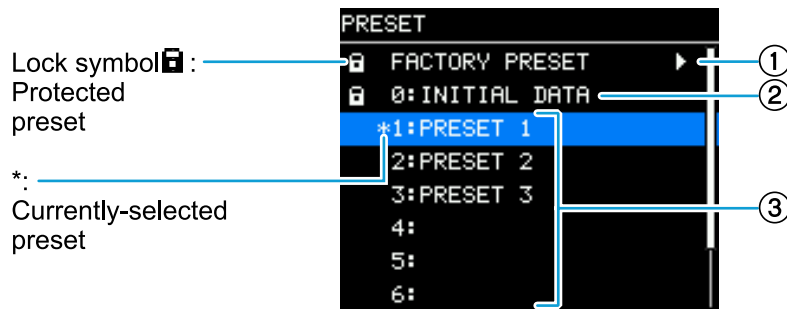 PRESET
Lock symbol :
Protected
preset
FACTORY PRESET
①
0:INITIAL DATA
②
*1:PRESET 1
2:PRESET 2
3:PRESET 3
4:
5:
6:
③
*:
Currently-selected
preset